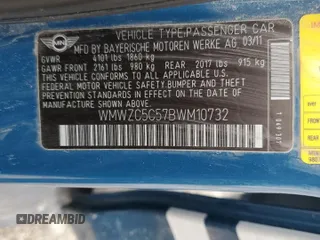 MINI
VEHICLE TYPE:PASSENGER CAR
MFD BY BAYERISCHE MOTOREN WERKE AG 03/11
GVWR 4101 lbs 1860 kg
GAWR FRONT 2161 lbs 980 kg REAR 2017 lbs 915 kg
THIS VEHICLE CONFORMS TO ALL APPLICABLE U.S.
FEDERAL MOTOR VEHICLE SAFETY,BUMPER AND THEFT
PREVENTION STANDARDS IN EFFECT ON THE DATE OF
MANUFACTURE SHOWN ABOVE.
WMWZC5C57BWM10732
DREAMBID